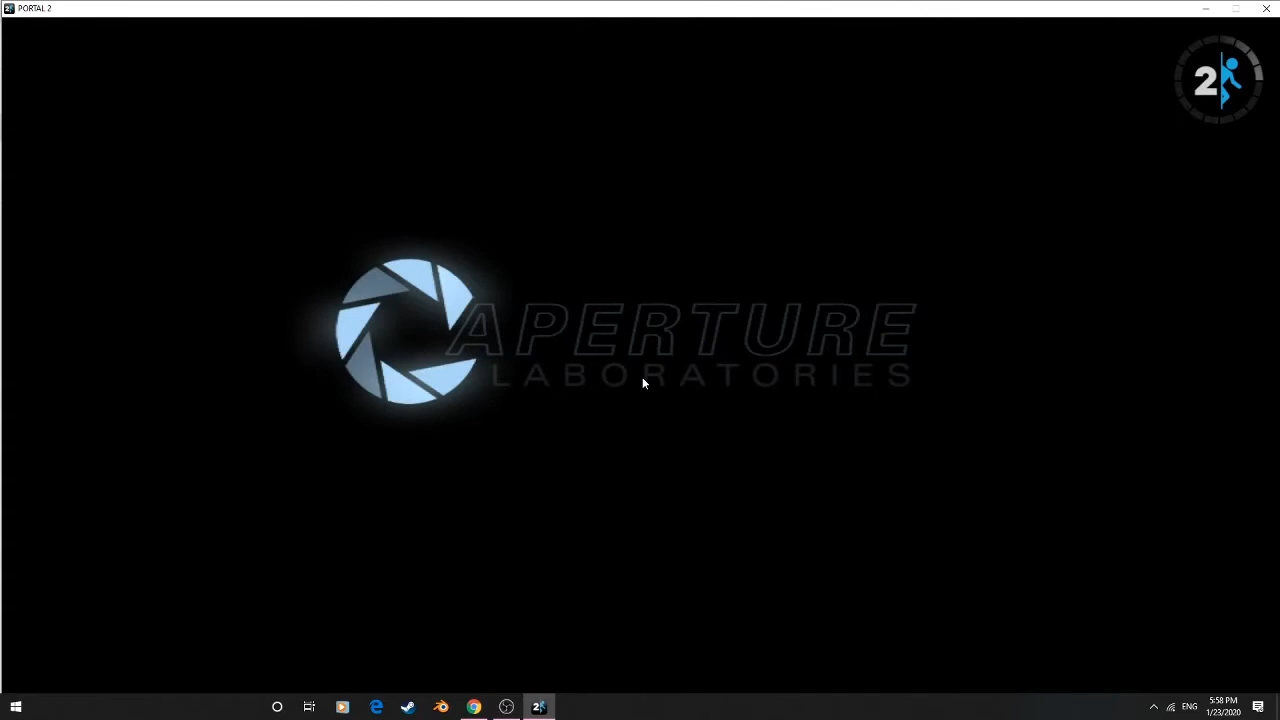 PORTAL 2
2
APERTURE
LABORATORIES
ENG
5:58 PM
1/23/2020